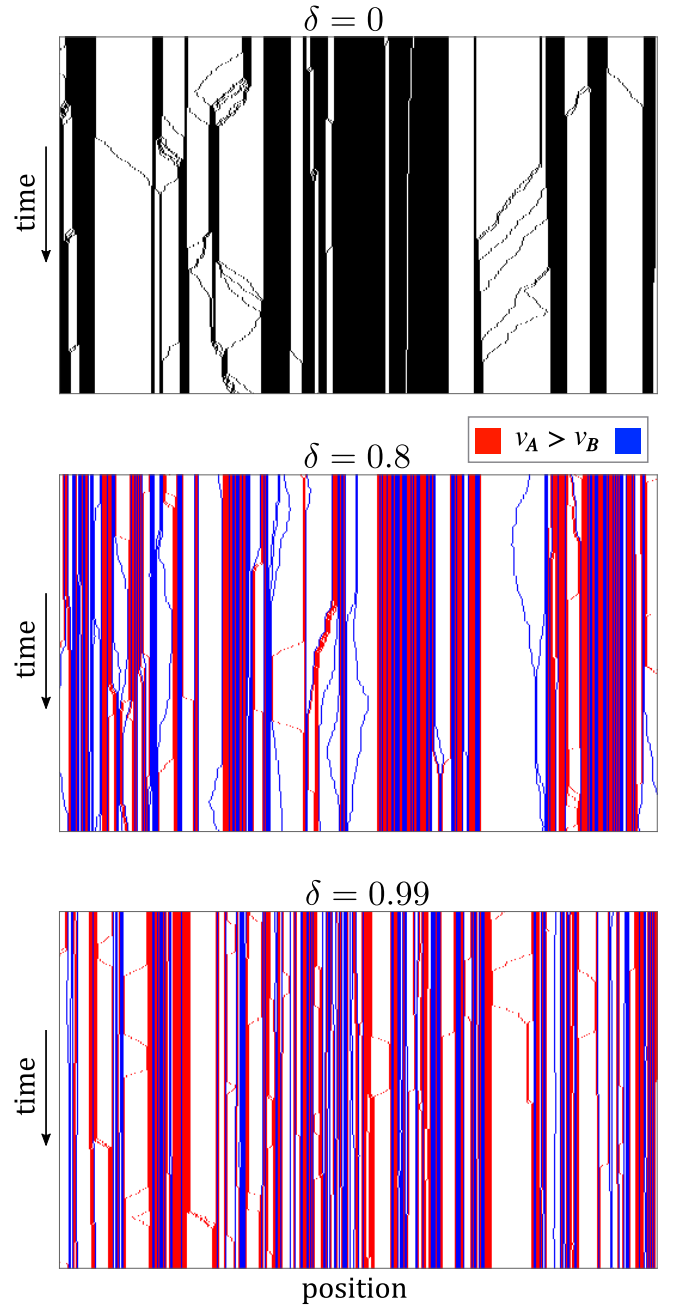 δ = 0
time
v_A > v_B
δ = 0.8
time
δ = 0.99
time
position